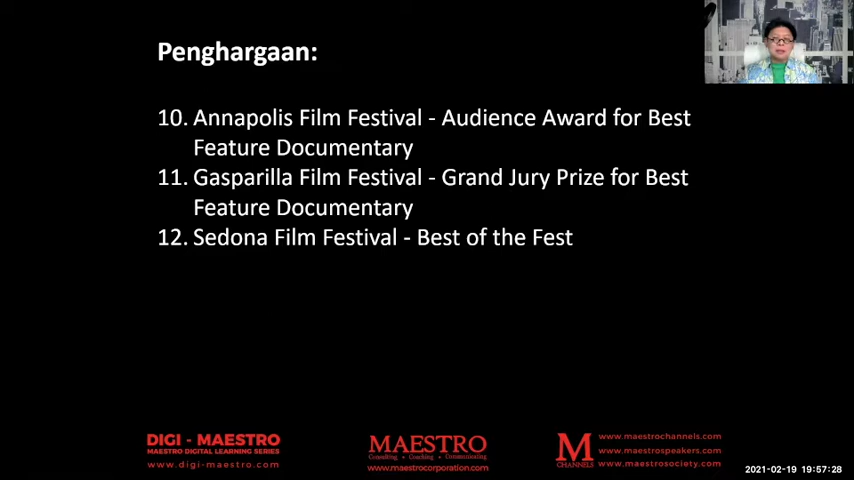 Penghargaan:
10. Annapolis Film Festival - Audience Award for Best
Feature Documentary
11. Gasparilla Film Festival - Grand Jury Prize for Best
Feature Documentary
12. Sedona Film Festival - Best of the Fest
DIGI - MAESTRO
MAESTRO DIGITAL LEARNING SERIES
www.digi-maestro.com
MAESTRO
Consulting • Coaching • Commissioning
www.maestrocorporation.com
M
CHANNELS
www.maestrochannels.com
www.maestrospeakers.com
www.maestrosociety.com
2021-02-19 19:57:28